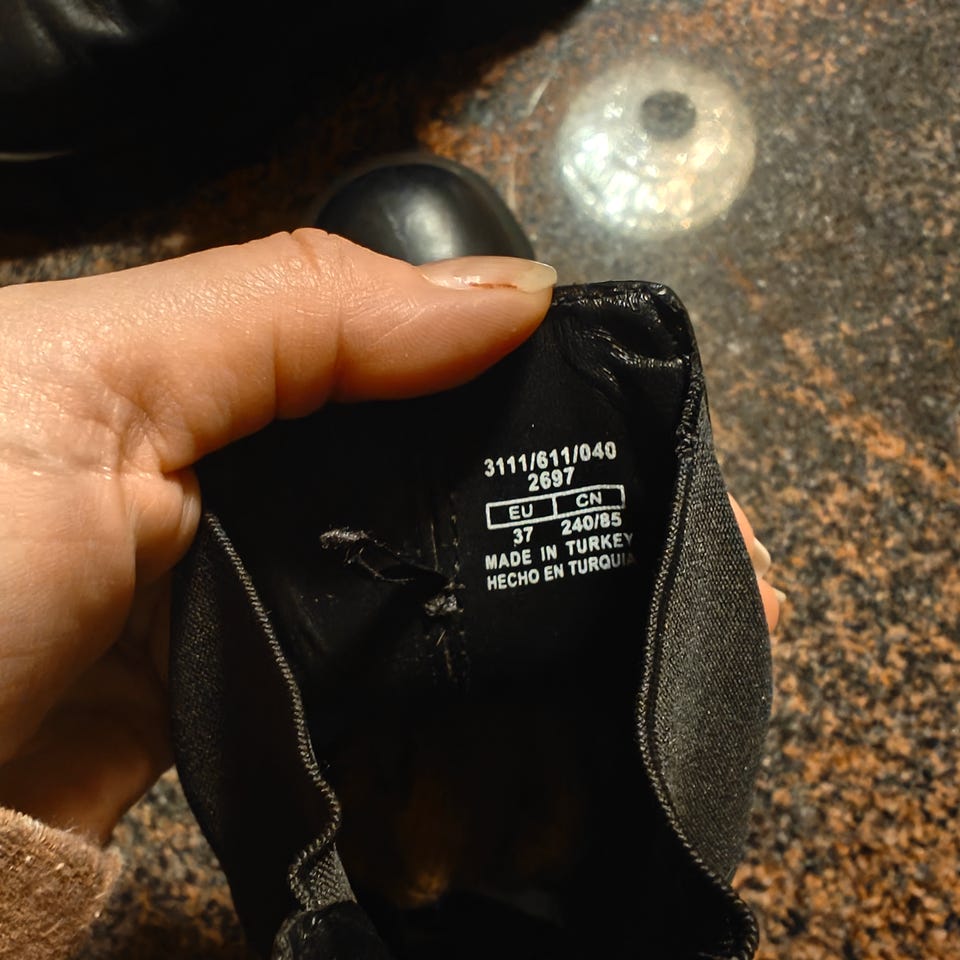 3111/611/040
2697
EU CN
37 240/85
MADE IN TURKEY
HECHO EN TURQUIA